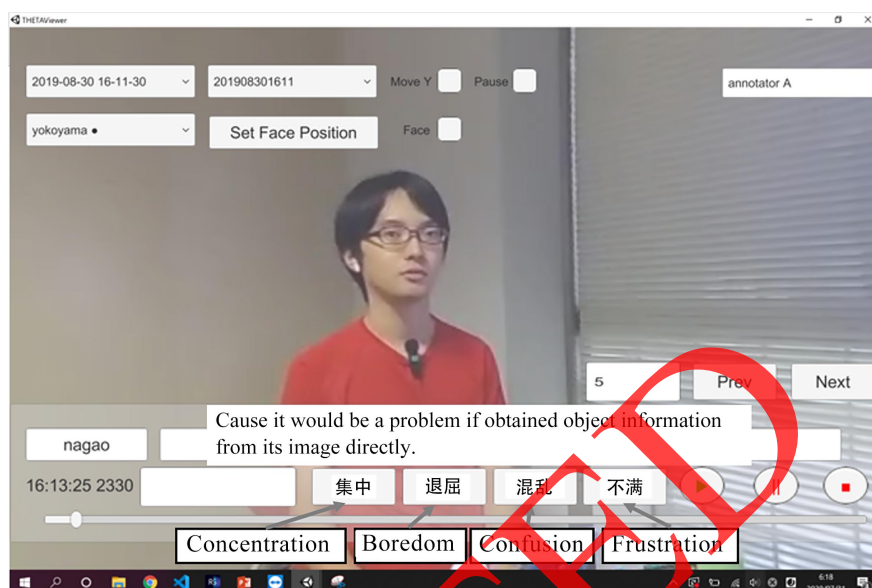 THETAViewer
2019-08-30 16-11-30
201908301611
Move Y
Pause
annotator A
yokoyama ●
Set Face Position
Face
5
Prev
Next
Cause it would be a problem if obtained object information
from its image directly.
nagao
16:13:25 2330
集中
退屈
混乱
不満
Concentration
Boredom
Confusion
Frustration
6:18